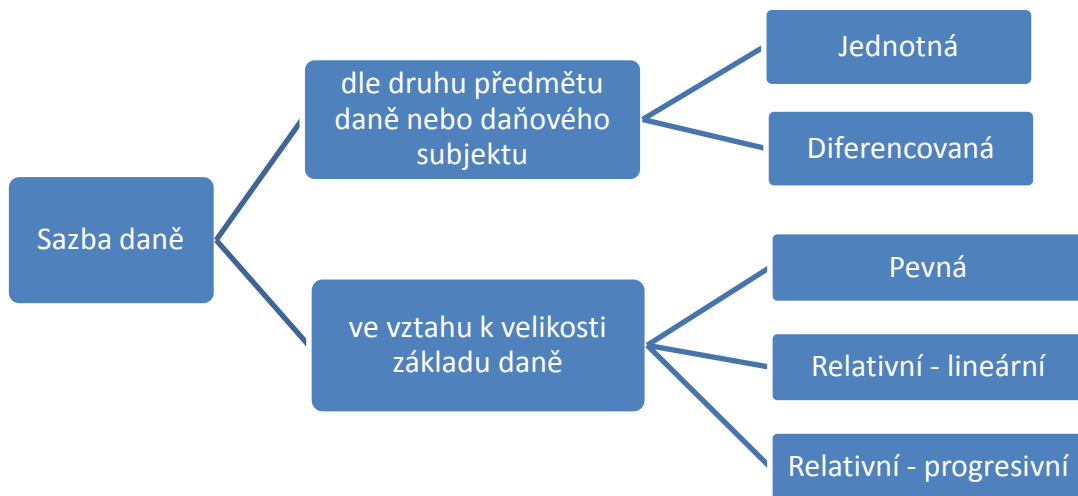 Sazba daně
dle druhu předmětu
daně nebo daňového
subjektu
Jednotná
Diferencovaná
ve vztahu k velikosti
základu daně
Pevná
Relativní - lineární
Relativní - progresivní